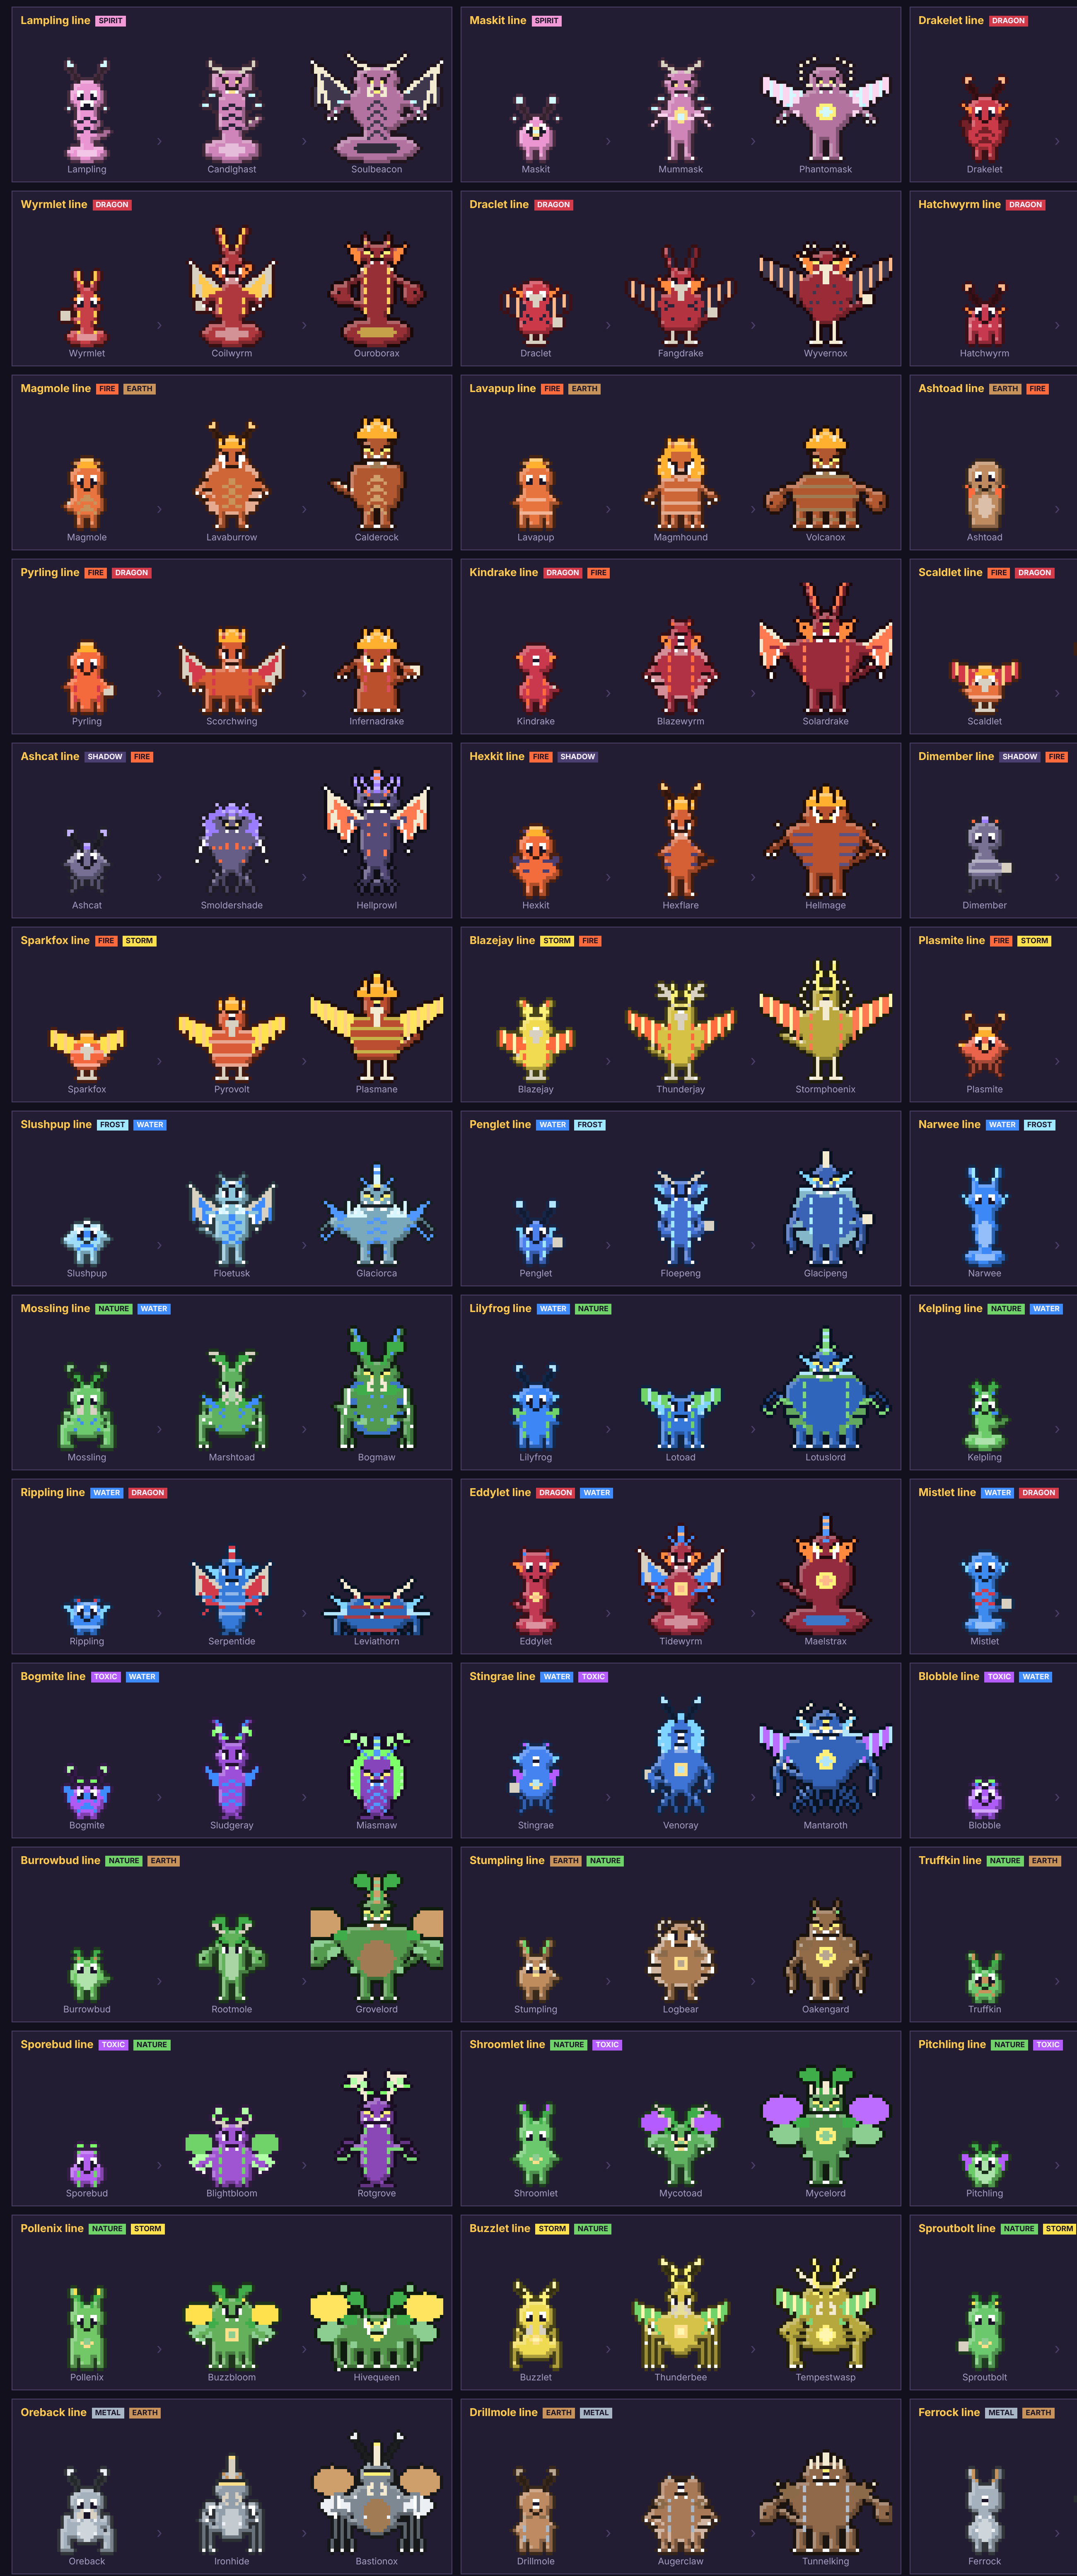 Lampling line SPIRIT
Maskit line SPIRIT
Drakelet line DRAGON
Lampling Candlghast Soulbeacon
Maskit Mummask Phantomask
Drakelet
Wyrmlet line DRAGON
Draclet line DRAGON
Hatchwyrm line DRAGON
Wyrmlet Coilwyrm Ouroborax
Draclet Fangdrake Wyvernox
Hatchwyrm
Magmole line FIRE EARTH
Lavapup line FIRE EARTH
Ashtoad line EARTH FIRE
Magmole Lavaburrow Calderock
Lavapup Magmhound Volcanox
Ashtoad
Pyrling line FIRE DRAGON
Kindrake line DRAGON FIRE
Scaldlet line FIRE DRAGON
Pyrling Scorchwing Infernadrake
Kindrake Blazewyrm Solardrake
Scaldlet
Ashcat line SHADOW FIRE
Hexkit line FIRE SHADOW
Dimember line SHADOW FIRE
Ashcat Smoldershade Hellprowl
Hexkit Hexflare Hellmage
Dimember
Sparkfox line FIRE STORM
Blazejay line STORM FIRE
Plasmite line FIRE STORM
Sparkfox Pyrovolt Plasmane
Blazejay Thunderjay Stormphoenix
Plasmite
Slushpup line FROST WATER
Penglet line WATER FROST
Narwee line WATER FROST
Slushpup Floetusk Glaciorca
Penglet Floepeng Glacipeng
Narwee
Mossling line NATURE WATER
Lilyfrog line WATER NATURE
Kelpling line NATURE WATER
Mossling Marshtoad Bogmaw
Lilyfrog Lotoad Lotuslord
Kelpling
Rippling line WATER DRAGON
Eddylet line DRAGON WATER
Mistlet line WATER DRAGON
Rippling Serpentide Leviathorn
Eddylet Tidewyrm Maelstrax
Mistlet
Bogmite line TOXIC WATER
Stingrae line WATER TOXIC
Blobble line TOXIC WATER
Bogmite Sludgeray Miasmaw
Stingrae Venoray Mantaroth
Blobble
Burrowbud line NATURE EARTH
Stumpling line EARTH NATURE
Truffkin line NATURE EARTH
Burrowbud Rootmole Grovelord
Stumpling Logbear Oakengard
Truffkin
Sporebud line TOXIC NATURE
Shroomlet line NATURE TOXIC
Pitchling line NATURE TOXIC
Sporebud Blightbloom Rotgrove
Shroomlet Mycotoad Mycelord
Pitchling
Pollenix line NATURE STORM
Buzzlet line STORM NATURE
Sproutbolt line NATURE STORM
Pollenix Buzzbloom Hivequeen
Buzzlet Thunderbee Tempestwasp
Sproutbolt
Oreback line METAL EARTH
Drillmole line EARTH METAL
Ferrock line METAL EARTH
Oreback Ironhide Bastionox
Drillmole Augerclaw Tunnelking
Ferrock